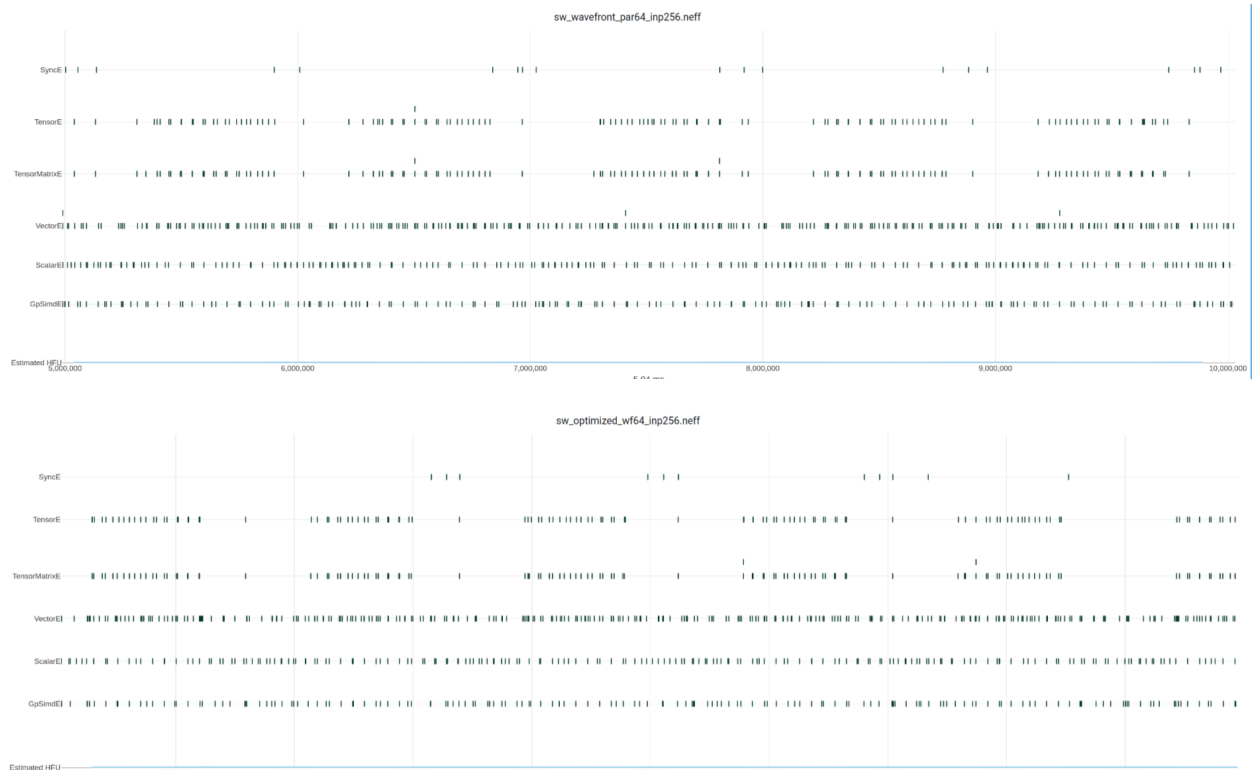 sw_wavefront_par64_inp256.neff
SyncE
TensorE
TensorMatrixE
VectorE
ScalarE
GpSimdE
Estimated HFU
5,000,000 6,000,000 7,000,000 8,000,000 9,000,000 10,000,000
sw_optimized_wf64_inp256.neff
SyncE
TensorE
TensorMatrixE
VectorE
ScalarE
GpSimdE
Estimated HFU